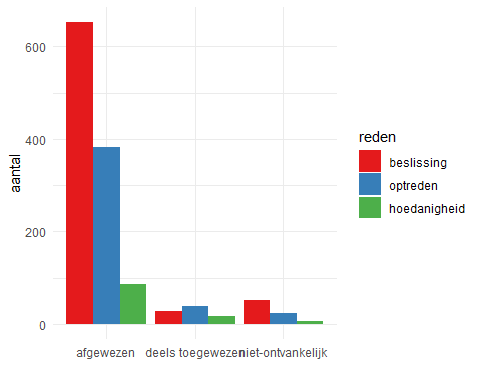 600
400
200
0
aantal
afgewezen
deels toegewezen
niet-ontvankelijk
reden
beslissing
optreden
hoedanigheid